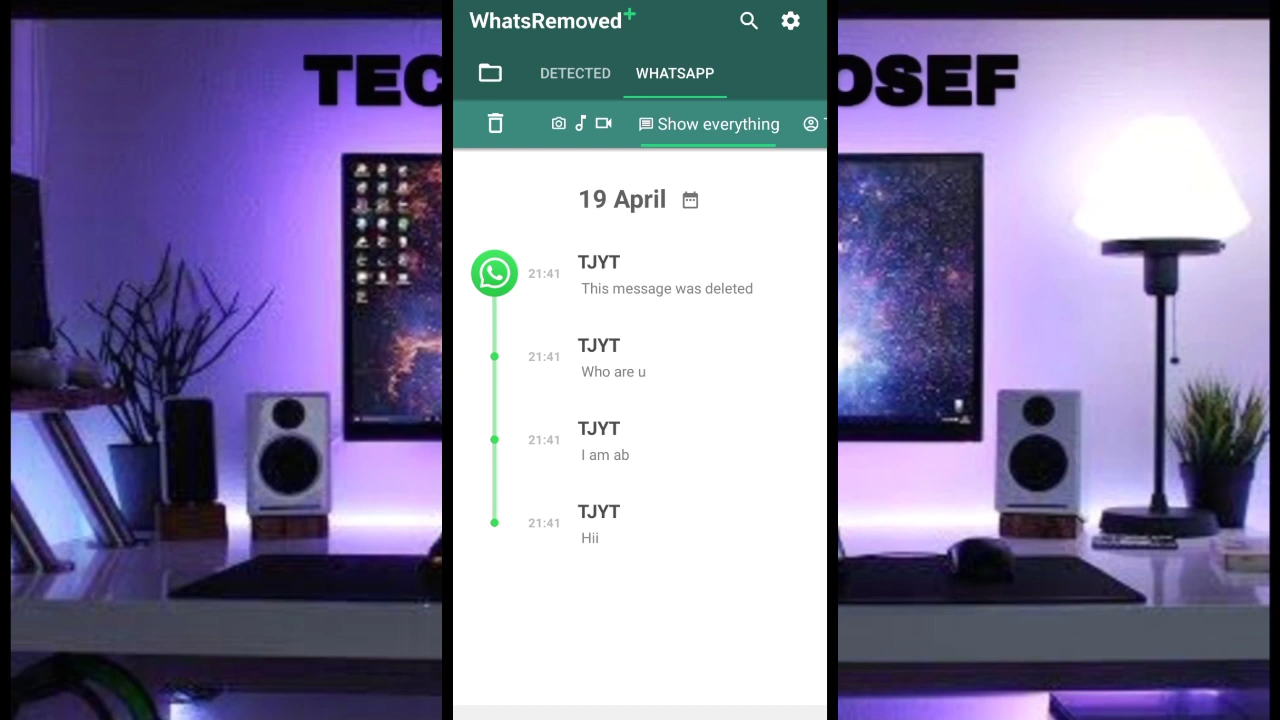 WhatsRemoved+
TEC
OSEF
DETECTED
WHATSAPP
Show everything
19 April
TJYT
21:41
This message was deleted
TJYT
21:41
Who are u
TJYT
21:41
I am ab
TJYT
21:41
Hii